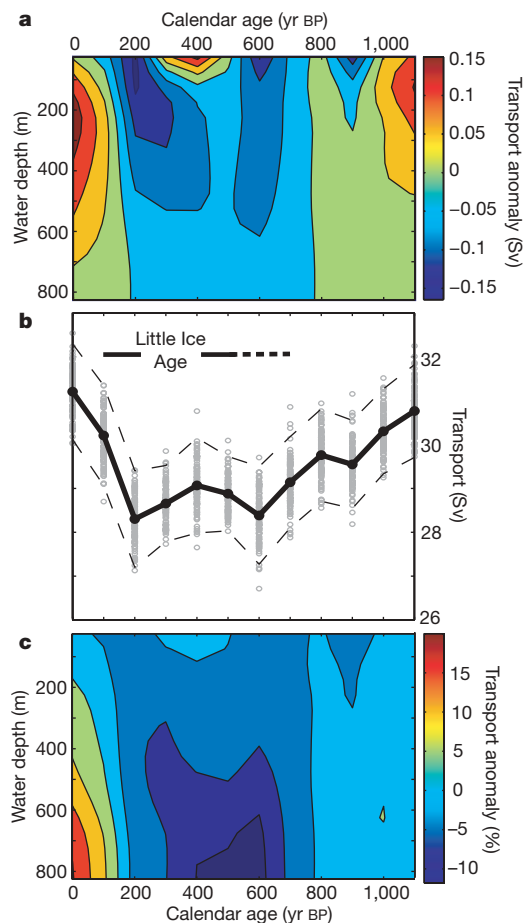 Calendar age (yr BP)
a
0 200 400 600 800 1,000
Water depth (m)
200
400
600
800
0.15
0.1
0.05
0
−0.05
−0.1
−0.15
Transport anomaly (Sv)
b
Little Ice
Age
32
30
28
26
Transport (Sv)
c
Water depth (m)
200
400
600
800
15
10
5
0
−5
−10
Transport anomaly (%)
0 200 400 600 800 1,000
Calendar age (yr BP)